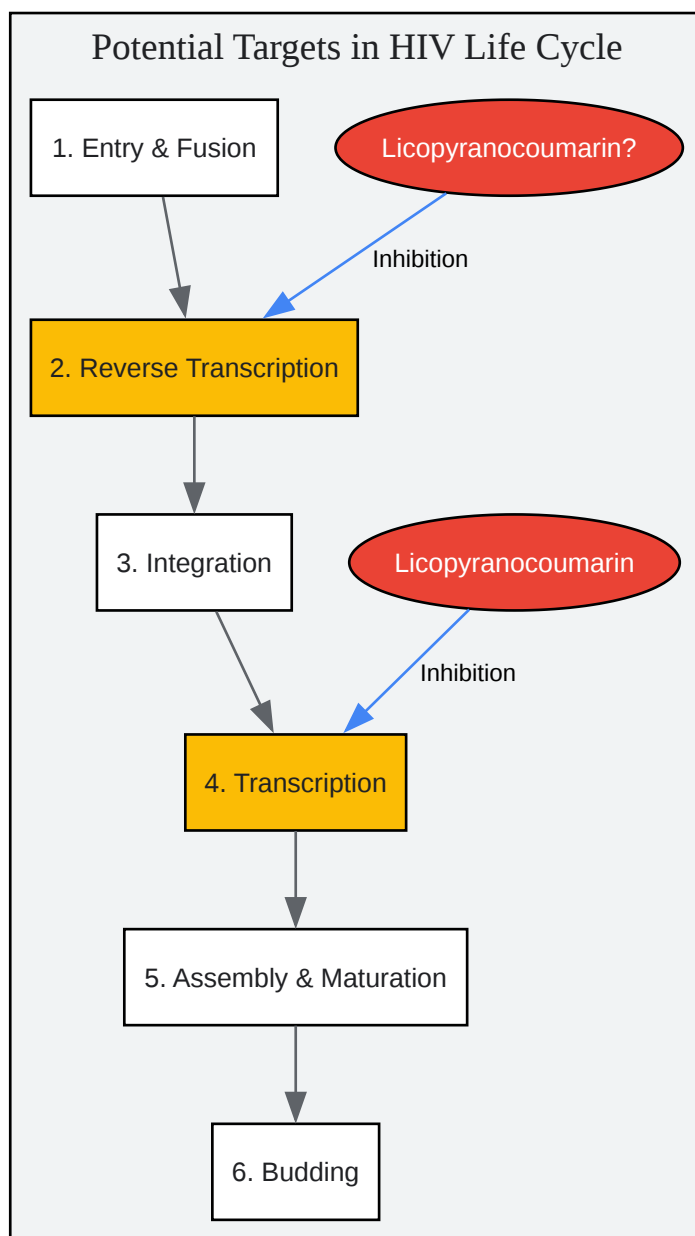 Potential Targets in HIV Life Cycle
1. Entry & Fusion
Licopyranocoumarin?
Inhibition
2. Reverse Transcription
3. Integration
Licopyranocoumarin
Inhibition
4. Transcription
5. Assembly & Maturation
6. Budding